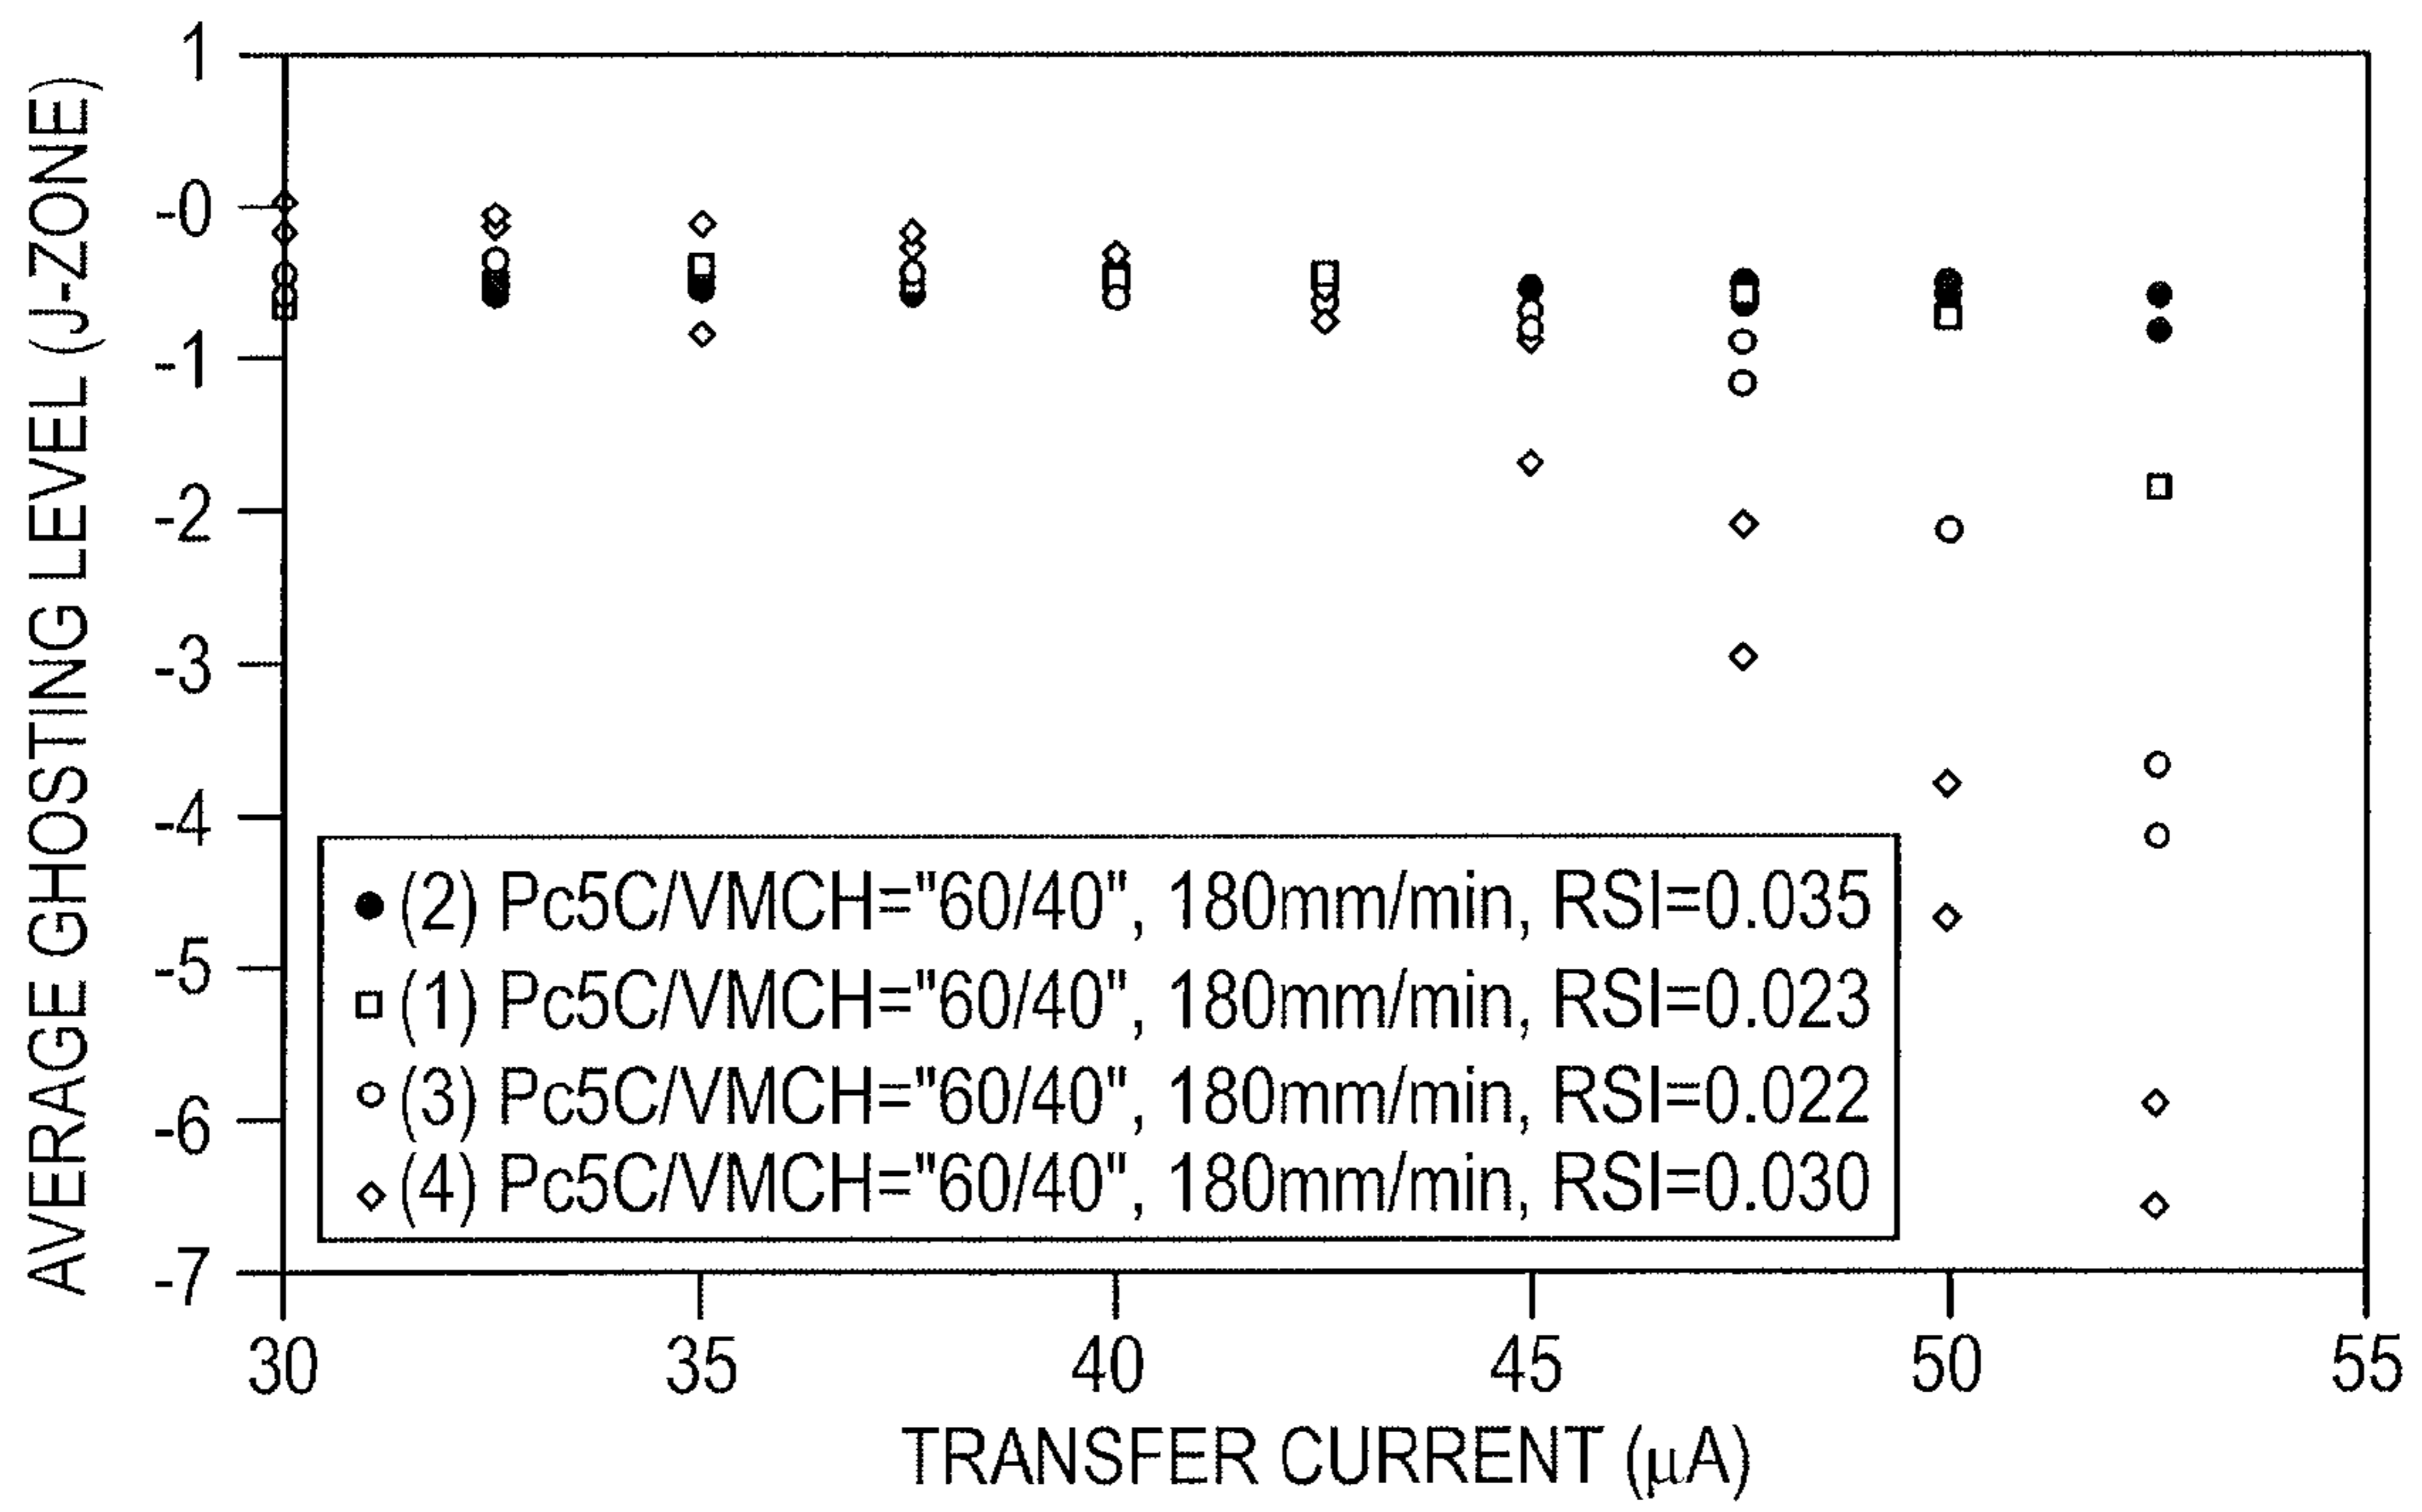 AVERAGE GHOSTING LEVEL (J-ZONE)
1
-0
-1
-2
-3
-4
-5
-6
-7
(2) Pc5C/VMCH="60/40", 180mm/min, RSI=0.035
(1) Pc5C/VMCH="60/40", 180mm/min, RSI=0.023
(3) Pc5C/VMCH="60/40", 180mm/min, RSI=0.022
(4) Pc5C/VMCH="60/40", 180mm/min, RSI=0.030
30 35 40 45 50 55
TRANSFER CURRENT (μA)